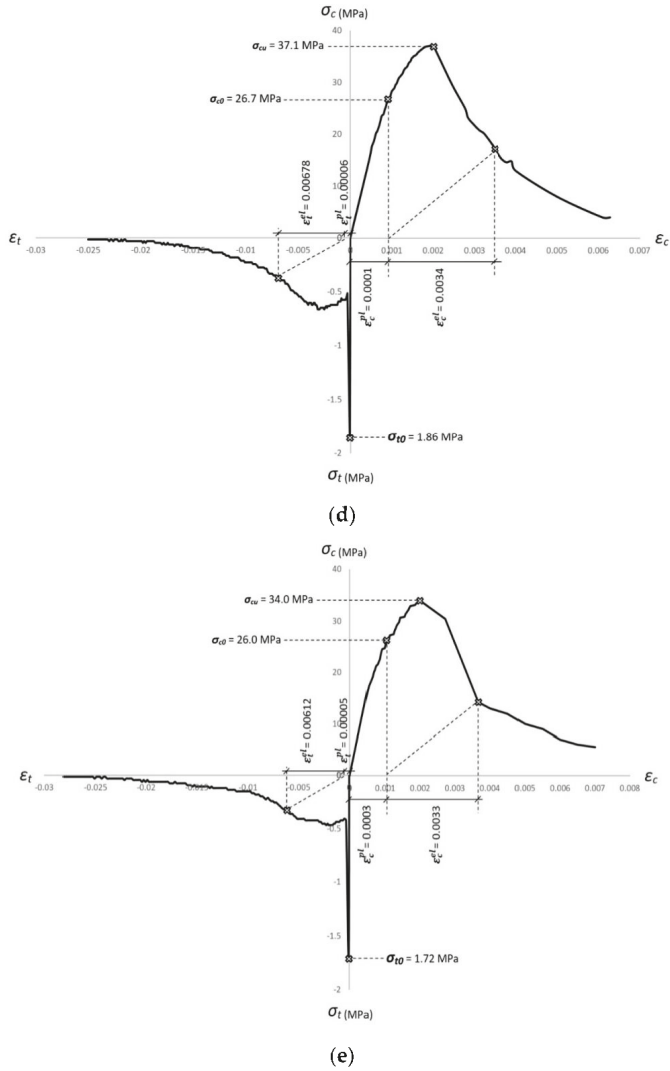 σc (MPa)
40
σcu = 37.1 MPa
30
σc0 = 26.7 MPa
20
εt^el = 0.00678
εt^pl = 0.00006
10
εt
0
εc
-0.03 -0.025 -0.02 -0.015 -0.01 -0.005 0.001 0.002 0.003 0.004 0.005 0.006 0.007
-0.5
εc^pl = 0.0001
εc^el = 0.0034
-1
-1.5
σt0 = 1.86 MPa
-2
σt (MPa)
(d)
σc (MPa)
40
σcu = 34.0 MPa
30
σc0 = 26.0 MPa
20
εt^el = 0.00612
εt^pl = 0.00005
10
εt
0
εc
-0.03 -0.025 -0.02 -0.015 -0.01 0.005 0.001 0.002 0.003 0.004 0.005 0.006 0.007 0.008
-0.5
εc^pl = 0.0003
εc^el = 0.0033
-1
-1.5
σt0 = 1.72 MPa
-2
σt (MPa)
(e)